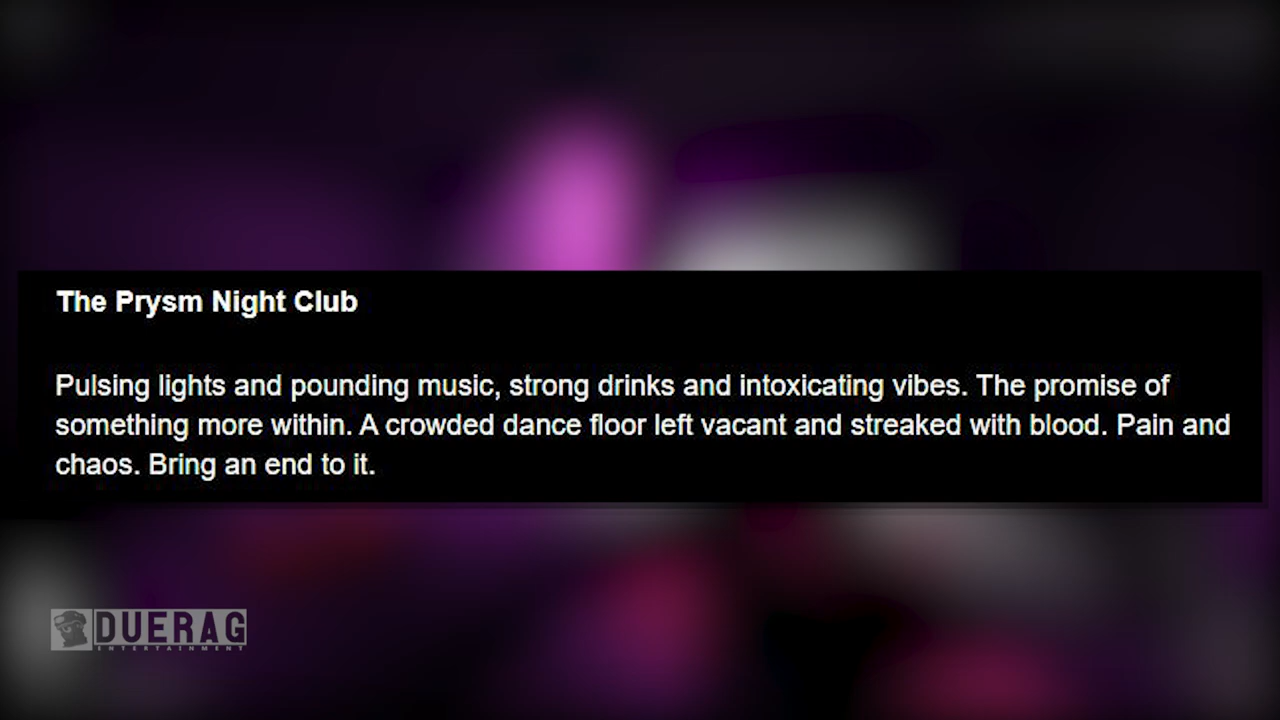 The Prysm Night Club
Pulsing lights and pounding music, strong drinks and intoxicating vibes. The promise of
something more within. A crowded dance floor left vacant and streaked with blood. Pain and
chaos. Bring an end to it.
DUERAG
ENTERTAINMENT